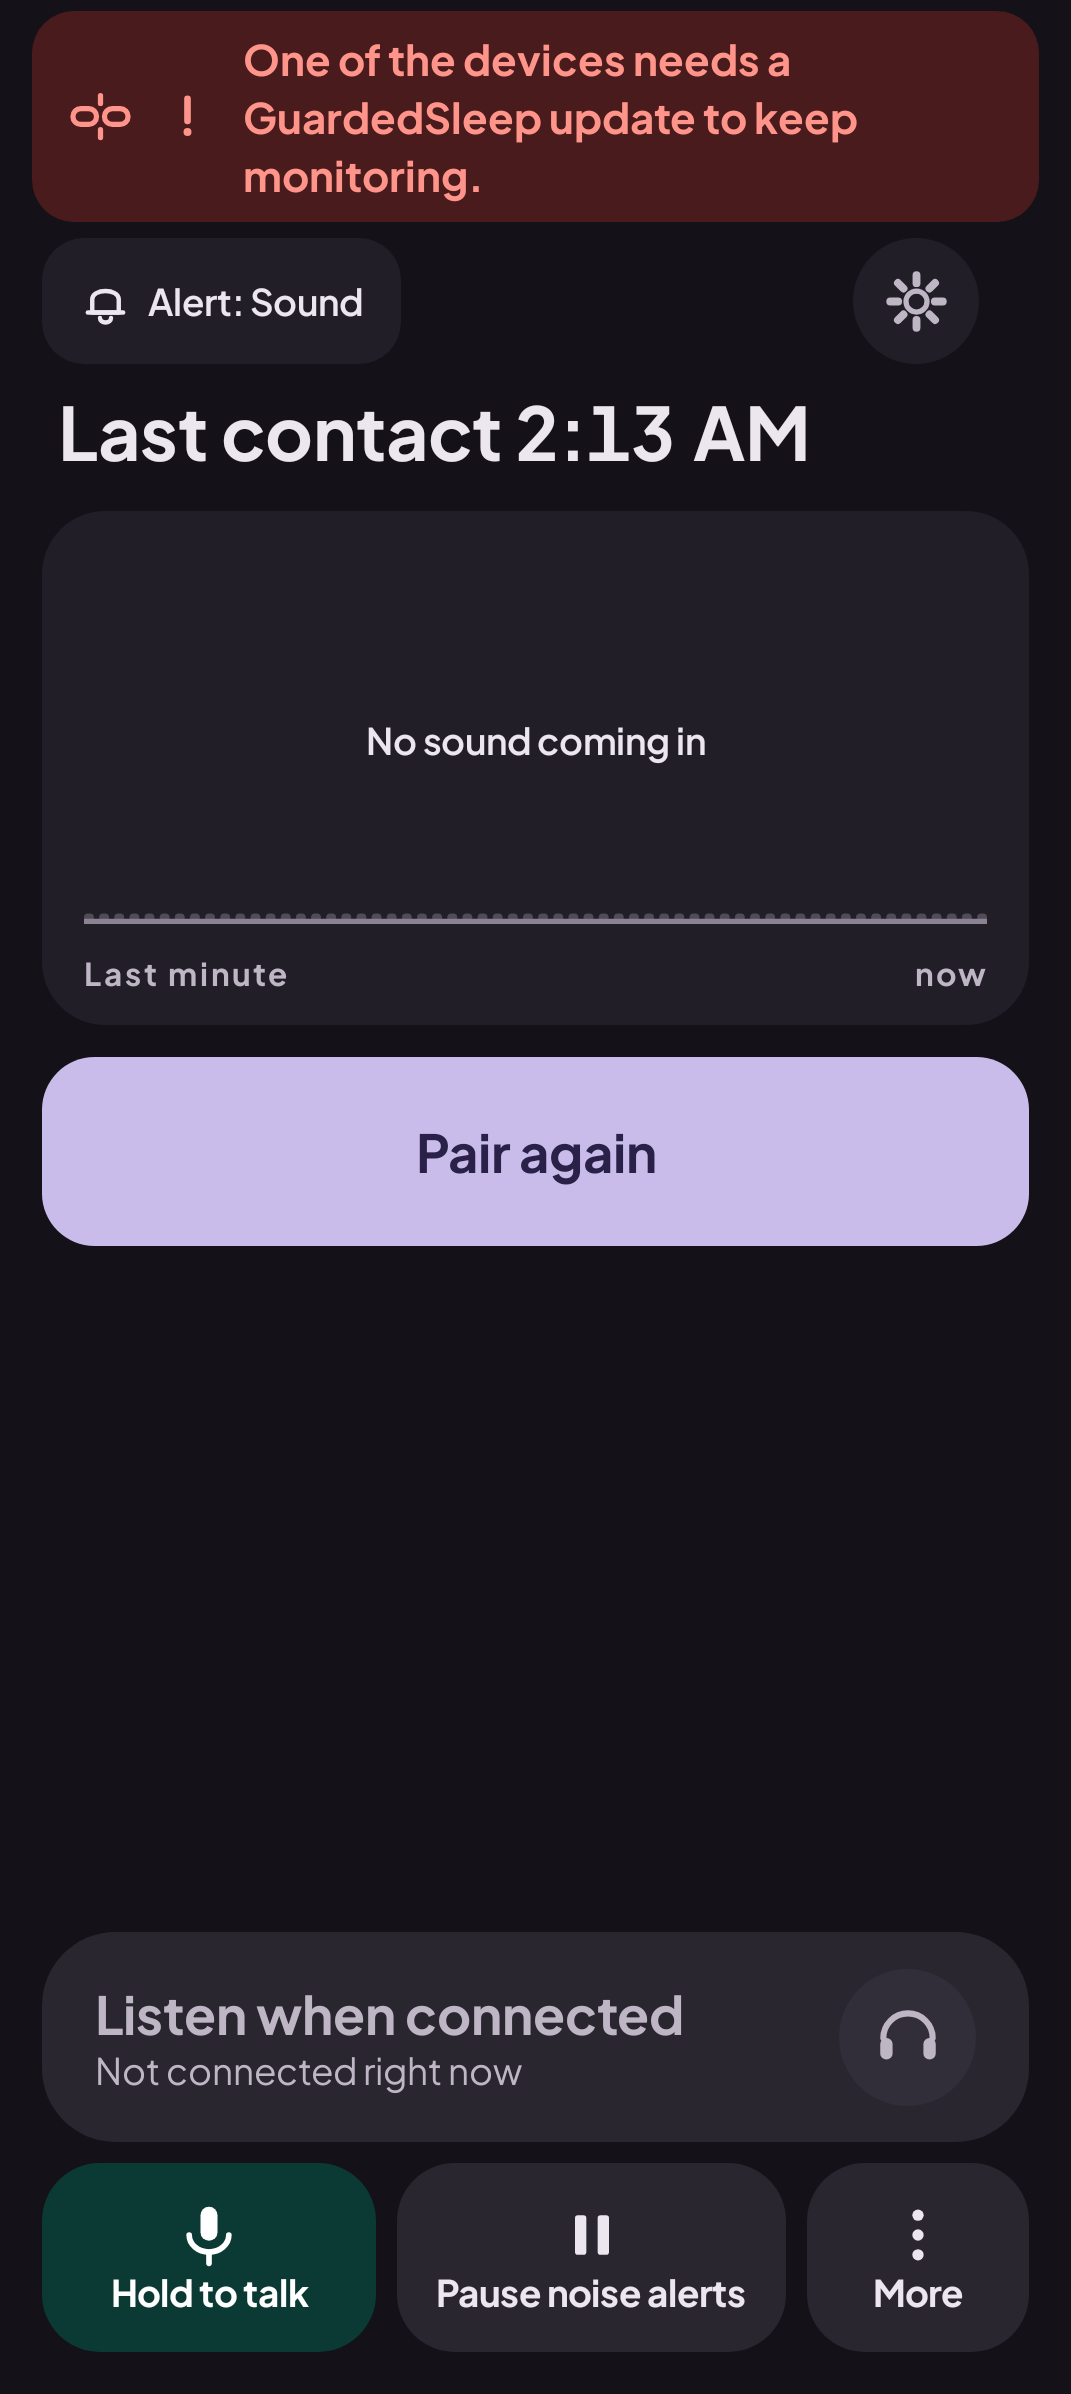 One of the devices needs a
GuardedSleep update to keep
monitoring.
Alert: Sound
Last contact 2:13 AM
No sound coming in
Last minute
now
Pair again
Listen when connected
Not connected right now
Hold to talk
Pause noise alerts
More